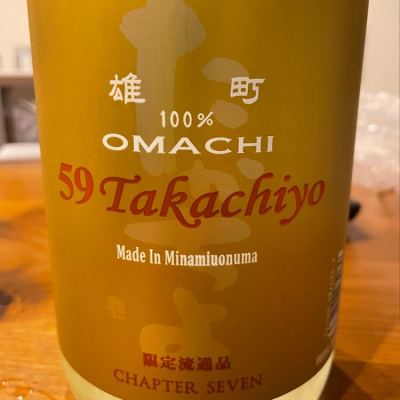 雄町
100%
OMACHI
59 Takachiyo
Made In Minamiuonuma
限定流通品
CHAPTER SEVEN